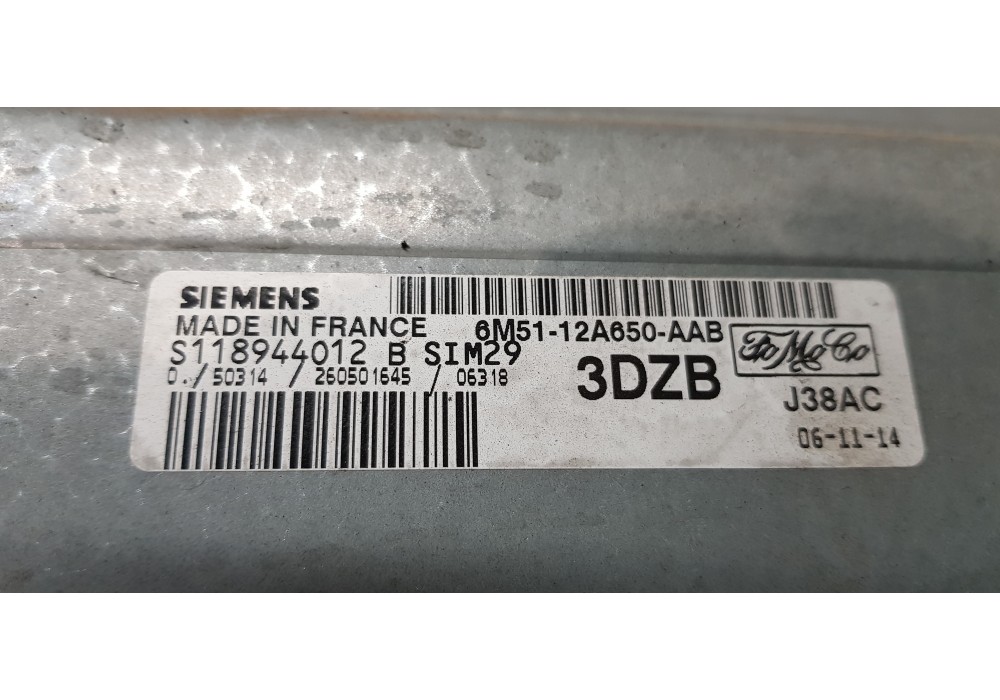 SIEMENS
MADE IN FRANCE 6M51-12A650-AAB
S118944012 B SIM29
0./50314 /260501645/ 06318
3DZB
FoMoCo
J38AC
06-11-14